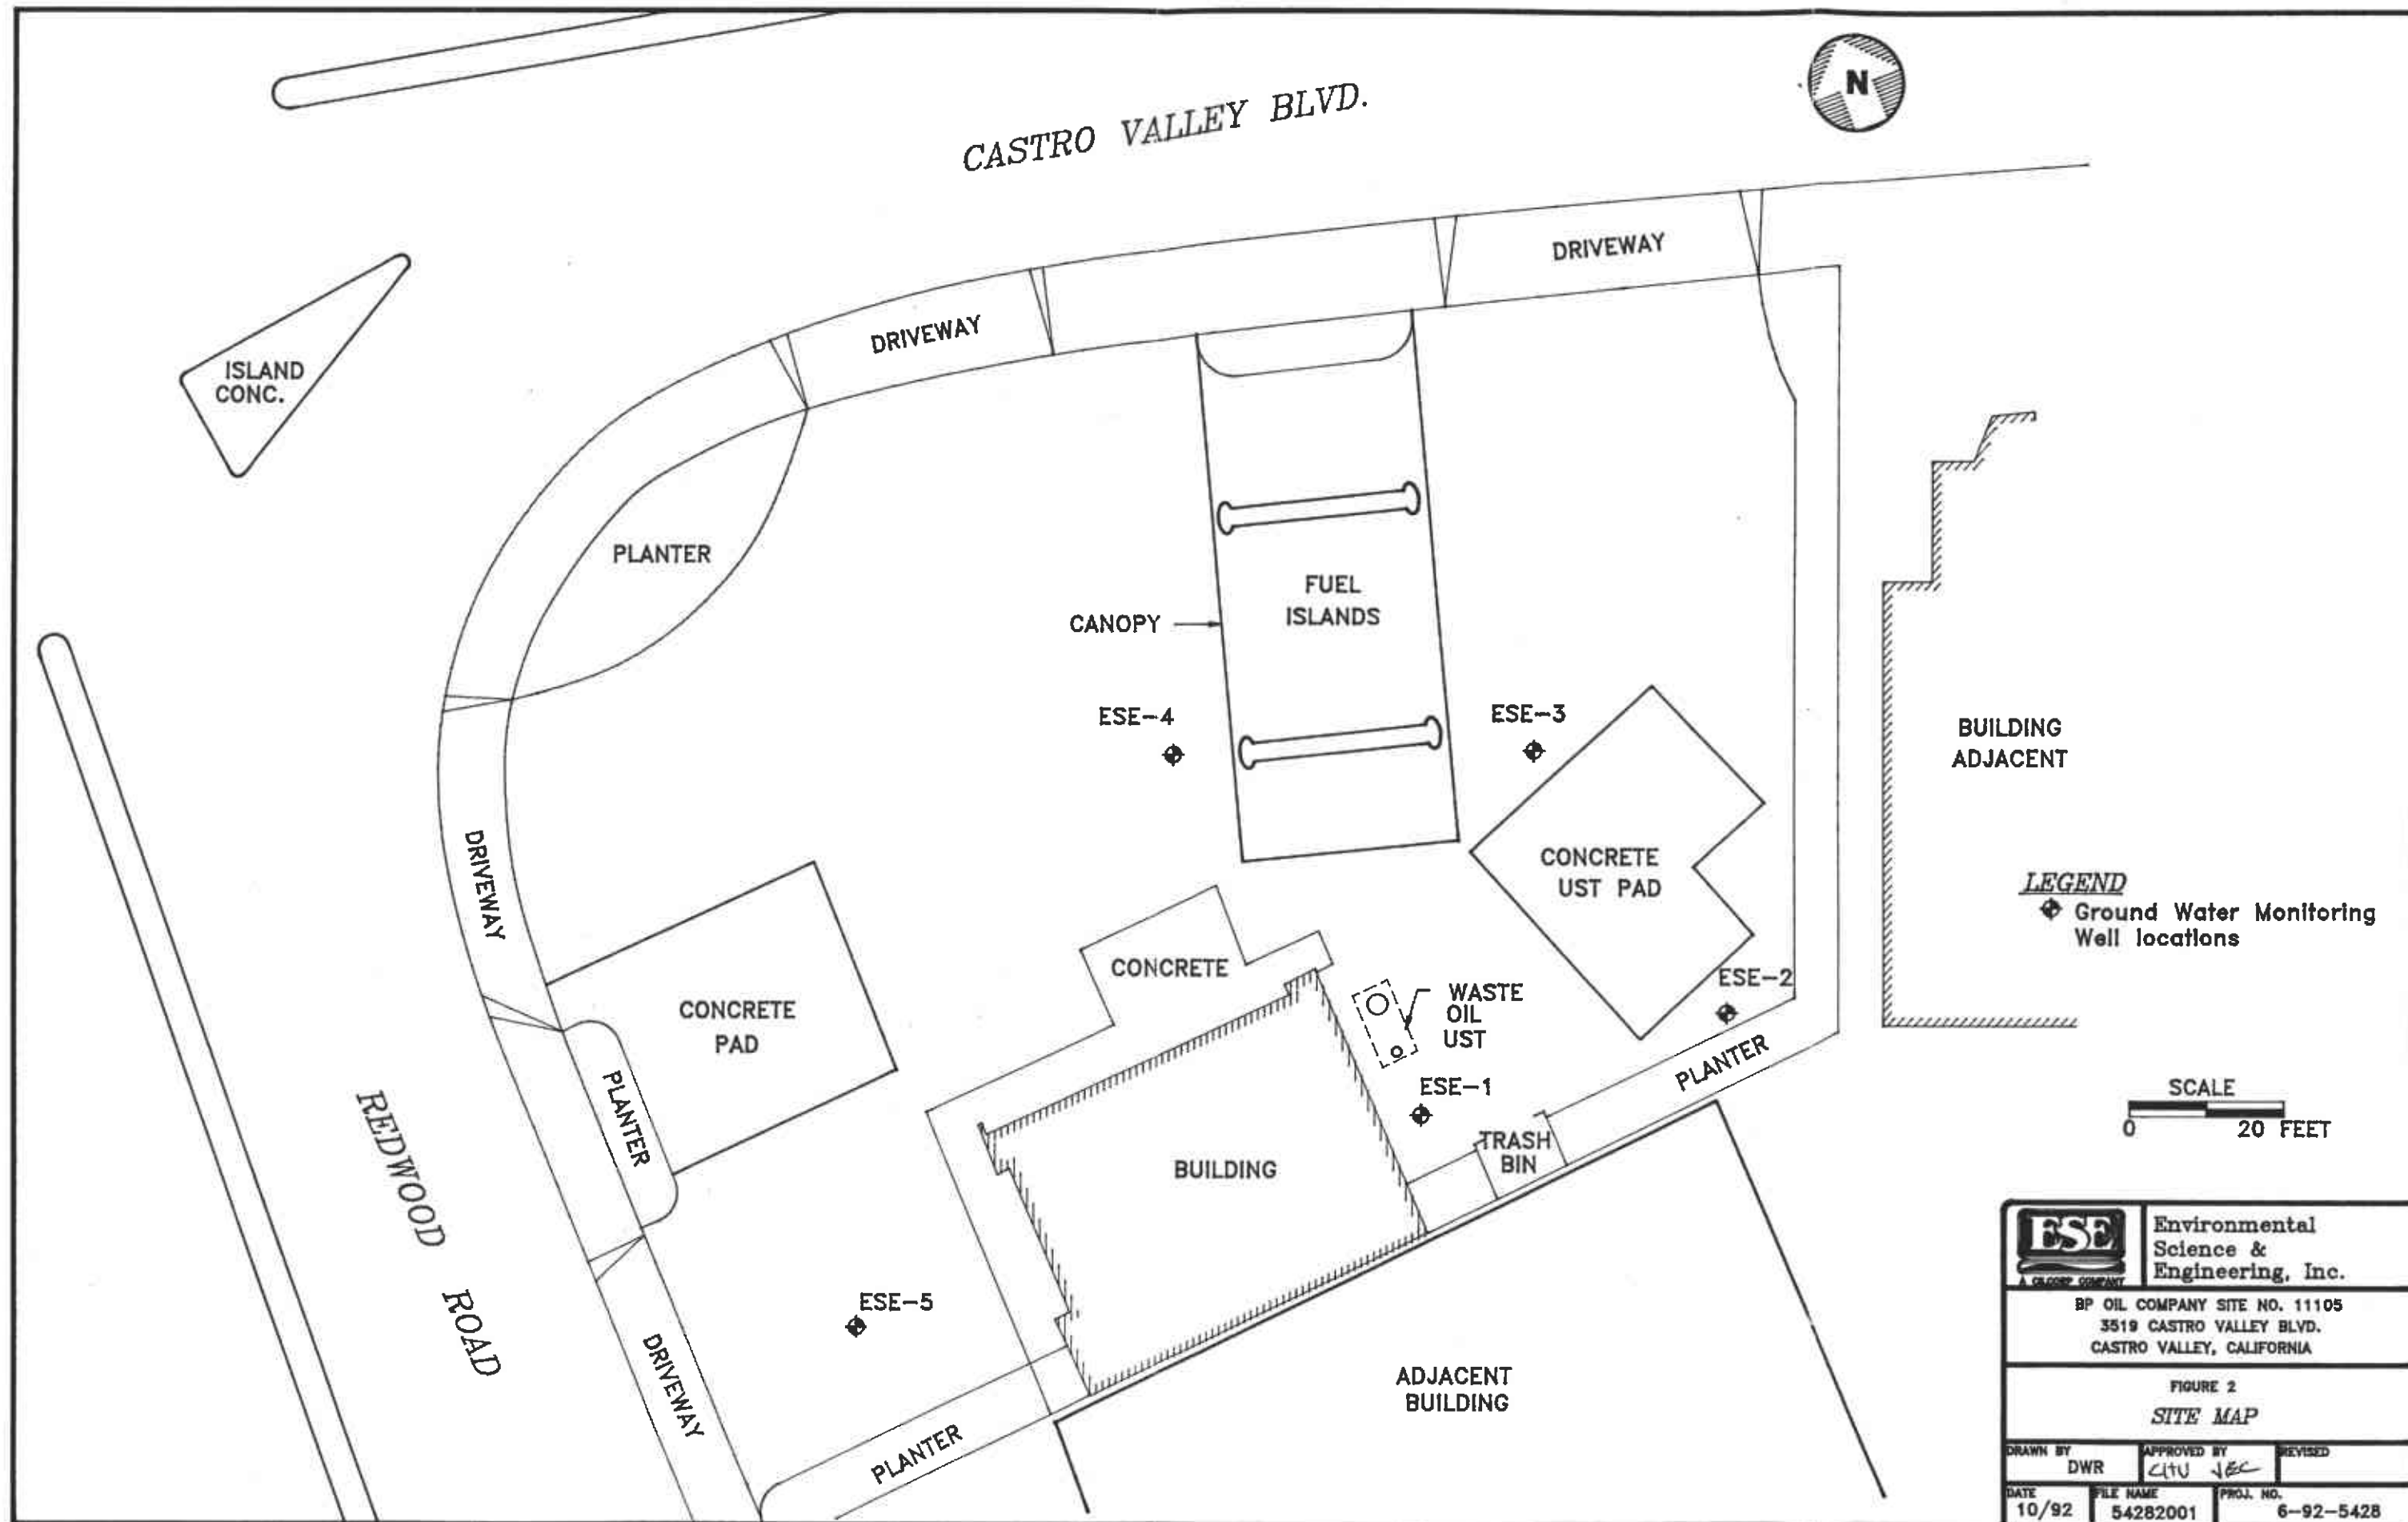 N
CASTRO VALLEY BLVD.
DRIVEWAY
DRIVEWAY
ISLAND
CONC.
PLANTER
FUEL
ISLANDS
CANOPY
ESE-4
ESE-3
BUILDING
ADJACENT
DRIVEWAY
CONCRETE
UST PAD
LEGEND
Ground Water Monitoring
Well locations
CONCRETE
ESE-2
CONCRETE
PAD
WASTE
OIL
UST
PLANTER
ESE-1
PLANTER
SCALE
0 20 FEET
REDWOOD ROAD
TRASH
BIN
BUILDING
ESE-5
DRIVEWAY
ADJACENT
BUILDING
PLANTER
ESE
A CILCORP COMPANY
Environmental
Science &
Engineering, Inc.
BP OIL COMPANY SITE NO. 11105
3519 CASTRO VALLEY BLVD.
CASTRO VALLEY, CALIFORNIA
FIGURE 2
SITE MAP
DRAWN BY
DWR
APPROVED BY
REVISED
DATE
10/92
FILE NAME
54282001
PROJ. NO.
6-92-5428